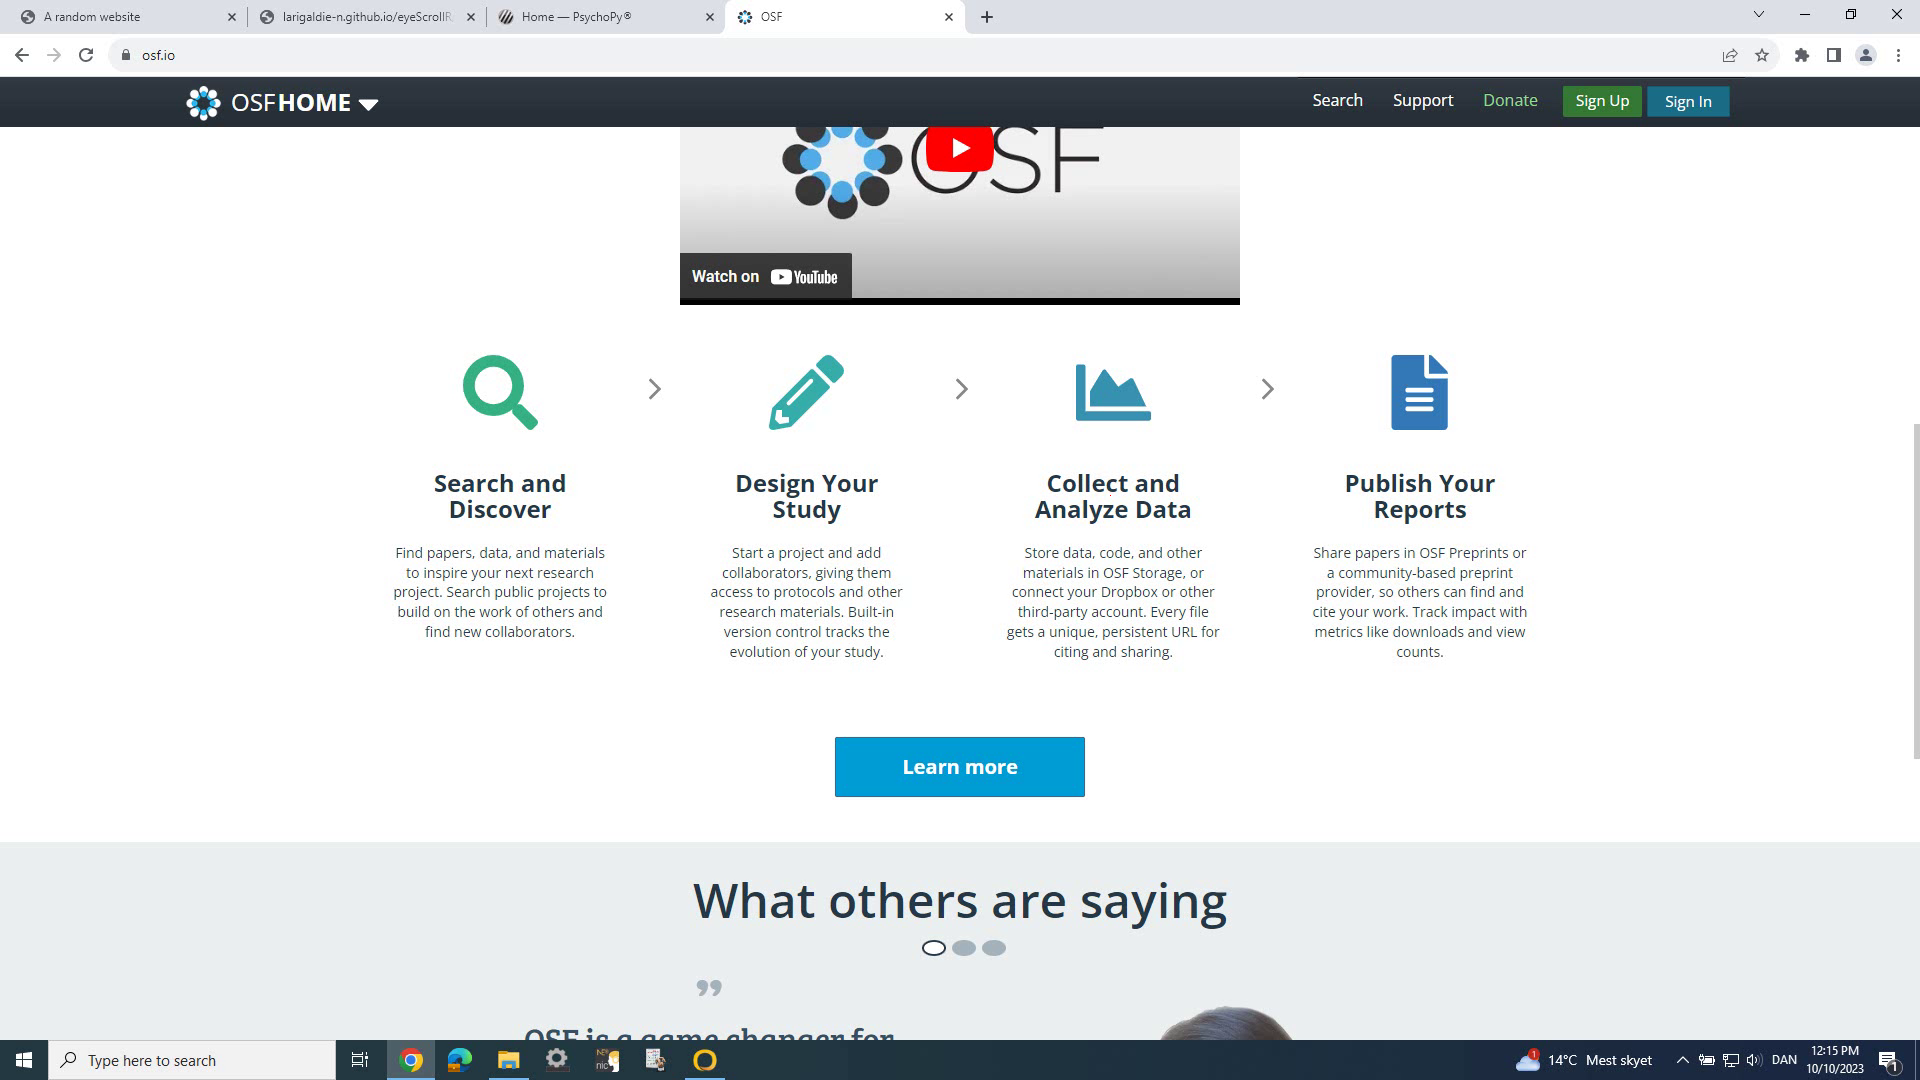 A random website
larigaldie-n.github.io/eyeScrollR
Home — PsychoPy®
OSF
osf.io
OSFHOME
Search
Support
Donate
Sign Up
Sign In
OSF
Watch on YouTube
Search and
Discover
Find papers, data, and materials
to inspire your next research
project. Search public projects to
build on the work of others and
find new collaborators.
Design Your
Study
Start a project and add
collaborators, giving them
access to protocols and other
research materials. Built-in
version control tracks the
evolution of your study.
Collect and
Analyze Data
Store data, code, and other
materials in OSF Storage, or
connect your Dropbox or other
third-party account. Every file
gets a unique, persistent URL for
citing and sharing.
Publish Your
Reports
Share papers in OSF Preprints or
a community-based preprint
provider, so others can find and
cite your work. Track impact with
metrics like downloads and view
counts.
Learn more
What others are saying
”
OSF is a game changer for
Type here to search
1
14°C Mest skyet
DAN
12:15 PM
10/10/2023
1